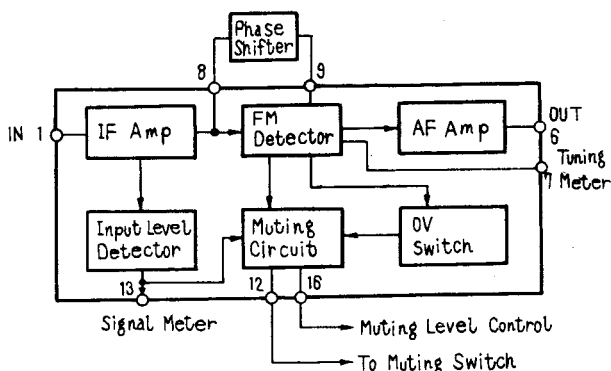 Phase
Shifter
8
9
IN 1
IF Amp
FM
Detector
AF Amp
OUT
6
Tuning
7 Meter
Input Level
Detector
Muting
Circuit
OV
Switch
13
12
16
Signal Meter
Muting Level Control
To Muting Switch